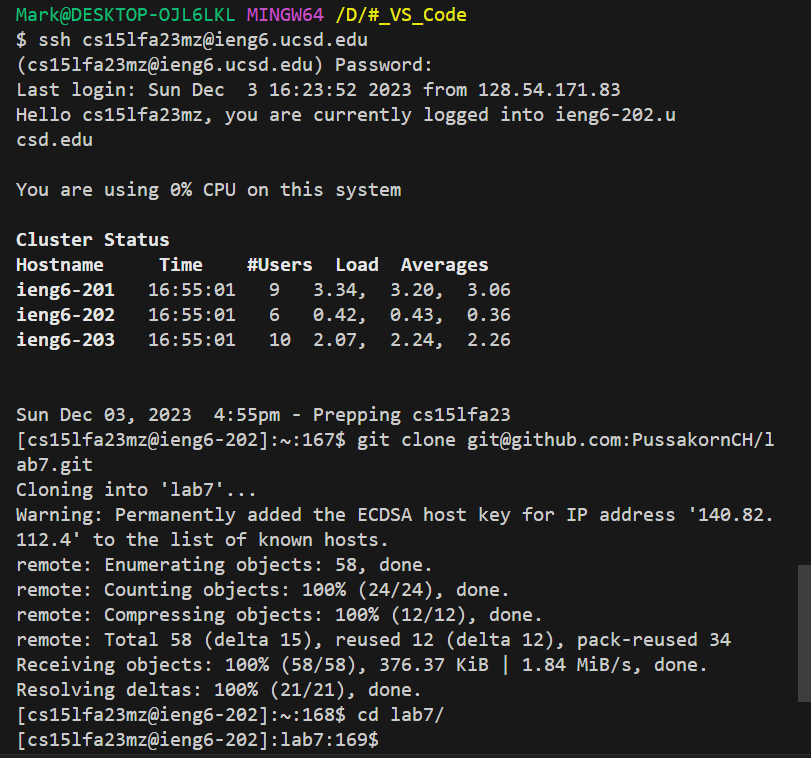 Mark@DESKTOP-OJL6LKL MINGW64 /D/#_VS_Code
$ ssh cs15lfa23mz@ieng6.ucsd.edu
(cs15lfa23mz@ieng6.ucsd.edu) Password:
Last login: Sun Dec  3 16:23:52 2023 from 128.54.171.83
Hello cs15lfa23mz, you are currently logged into ieng6-202.u
csd.edu

You are using 0% CPU on this system

Cluster Status
Hostname     Time    #Users  Load  Averages
ieng6-201   16:55:01   9   3.34,  3.20,  3.06
ieng6-202   16:55:01   6   0.42,  0.43,  0.36
ieng6-203   16:55:01   10  2.07,  2.24,  2.26


Sun Dec 03, 2023  4:55pm - Prepping cs15lfa23
[cs15lfa23mz@ieng6-202]:~:167$ git clone git@github.com:PussakornCH/l
ab7.git
Cloning into 'lab7'...
Warning: Permanently added the ECDSA host key for IP address '140.82.
112.4' to the list of known hosts.
remote: Enumerating objects: 58, done.
remote: Counting objects: 100% (24/24), done.
remote: Compressing objects: 100% (12/12), done.
remote: Total 58 (delta 15), reused 12 (delta 12), pack-reused 34
Receiving objects: 100% (58/58), 376.37 KiB | 1.84 MiB/s, done.
Resolving deltas: 100% (21/21), done.
[cs15lfa23mz@ieng6-202]:~:168$ cd lab7/
[cs15lfa23mz@ieng6-202]:lab7:169$